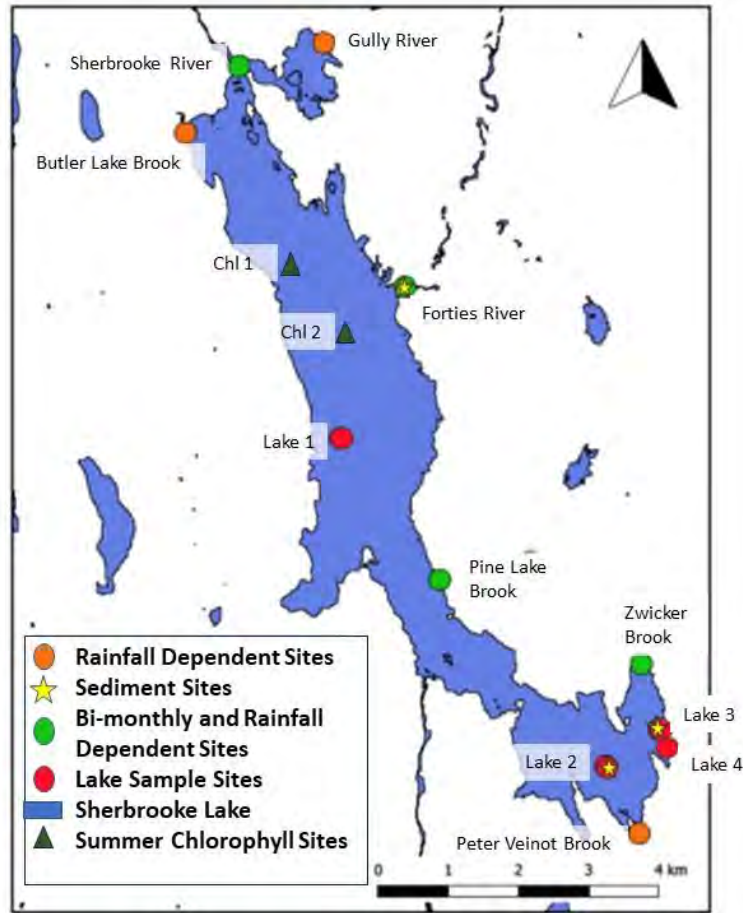 Gully River
Sherbrooke River
Butler Lake Brook
Chl 1
Forties River
Chl 2
Lake 1
Pine Lake
Brook
Zwicker
Brook
Lake 3
Lake 4
Lake 2
Peter Veinot Brook
Rainfall Dependent Sites
Sediment Sites
Bi-monthly and Rainfall
Dependent Sites
Lake Sample Sites
Sherbrooke Lake
Summer Chlorophyll Sites
0 1 2 3 4 km